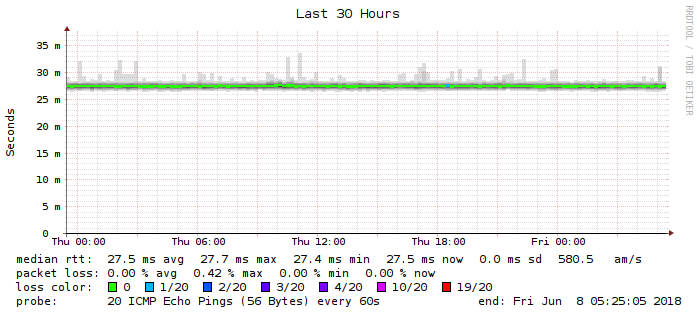 Last 30 Hours
RRDTOOL / TOBI OETIKER
Seconds
35 m
30 m
25 m
20 m
15 m
10 m
5 m
0
Thu 00:00 Thu 06:00 Thu 12:00 Thu 18:00 Fri 00:00
median rtt: 27.5 ms avg 27.7 ms max 27.4 ms min 27.5 ms now 0.0 ms sd 580.5 am/s
packet loss: 0.00 % avg 0.42 % max 0.00 % min 0.00 % now
loss color: 0 1/20 2/20 3/20 4/20 10/20 19/20
probe: 20 ICMP Echo Pings (56 Bytes) every 60s end: Fri Jun 8 05:25:05 2018